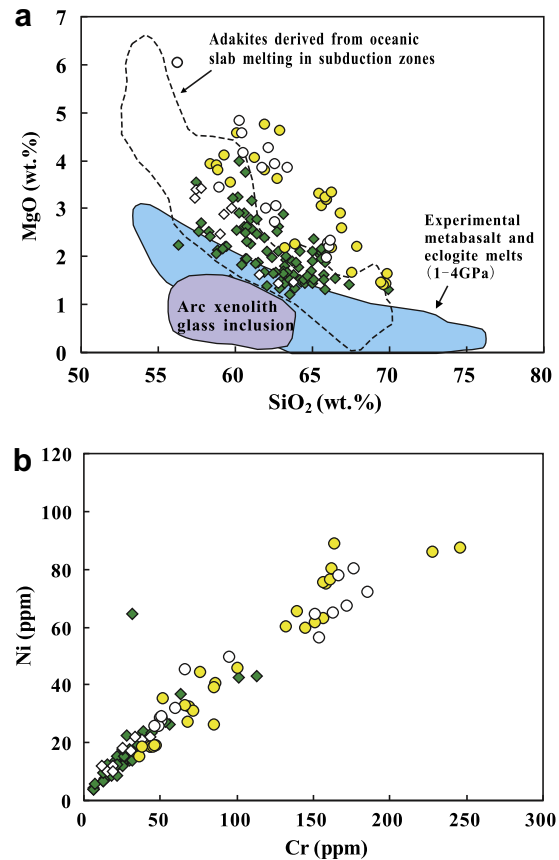 a
7
6
5
4
3
2
1
0
MgO (wt.%)
Adakites derived from oceanic
slab melting in subduction zones
Experimental
metabasalt and
eclogite melts
(1-4GPa)
Arc xenolith
glass inclusion
50 55 60 65 70 75 80
SiO₂ (wt.%)
b
120
100
80
60
40
20
0
Ni (ppm)
0 50 100 150 200 250 300
Cr (ppm)